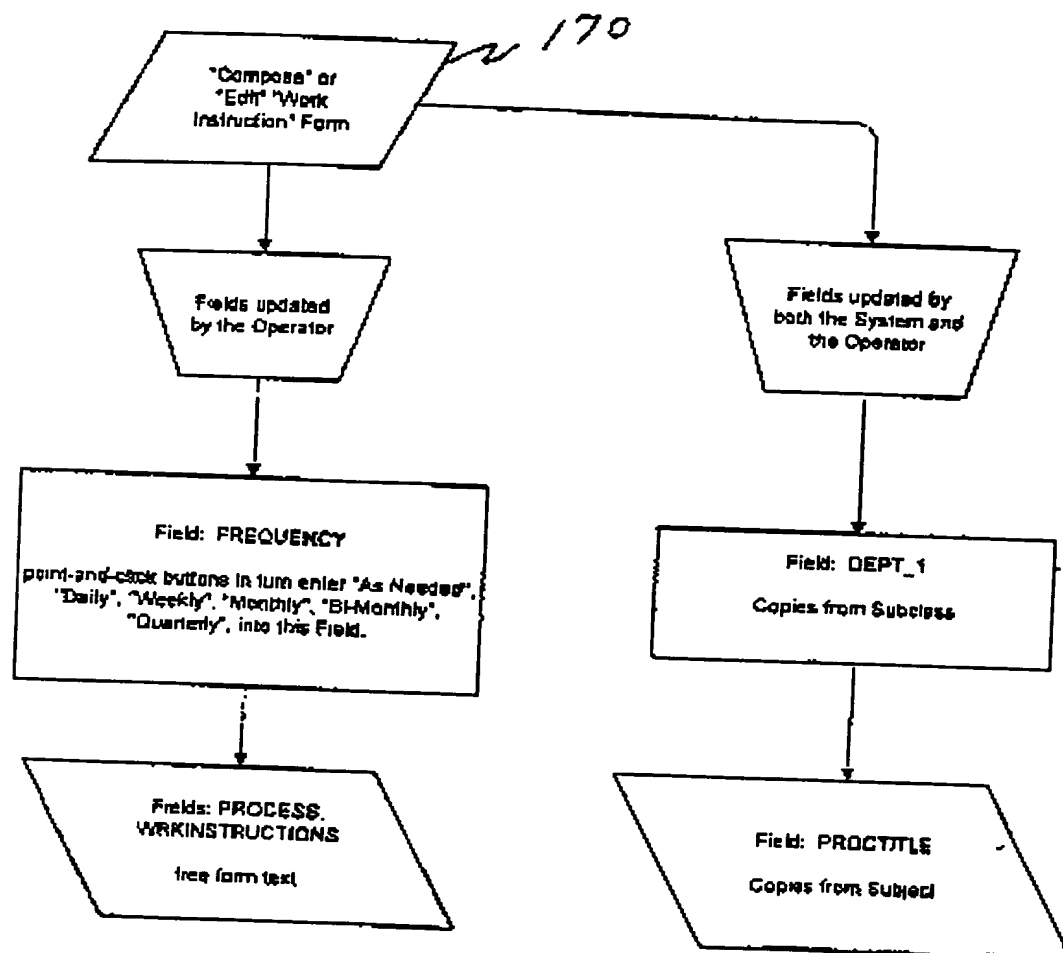 170
"Compose" or
"Edit" "Work
Instruction" Form
Fields updated
by the Operator
Fields updated by
both the System and
the Operator
Field: FREQUENCY
point-and-click buttons in turn enter "As Needed",
"Daily", "Weekly", "Monthly", "Bi-Monthly",
"Quarterly", into this Field.
Field: DEPT_1
Copies from Subclass
Fields: PROCESS,
WRKINSTRUCTIONS
free form text
Field: PROCTITLE
Copies from Subject